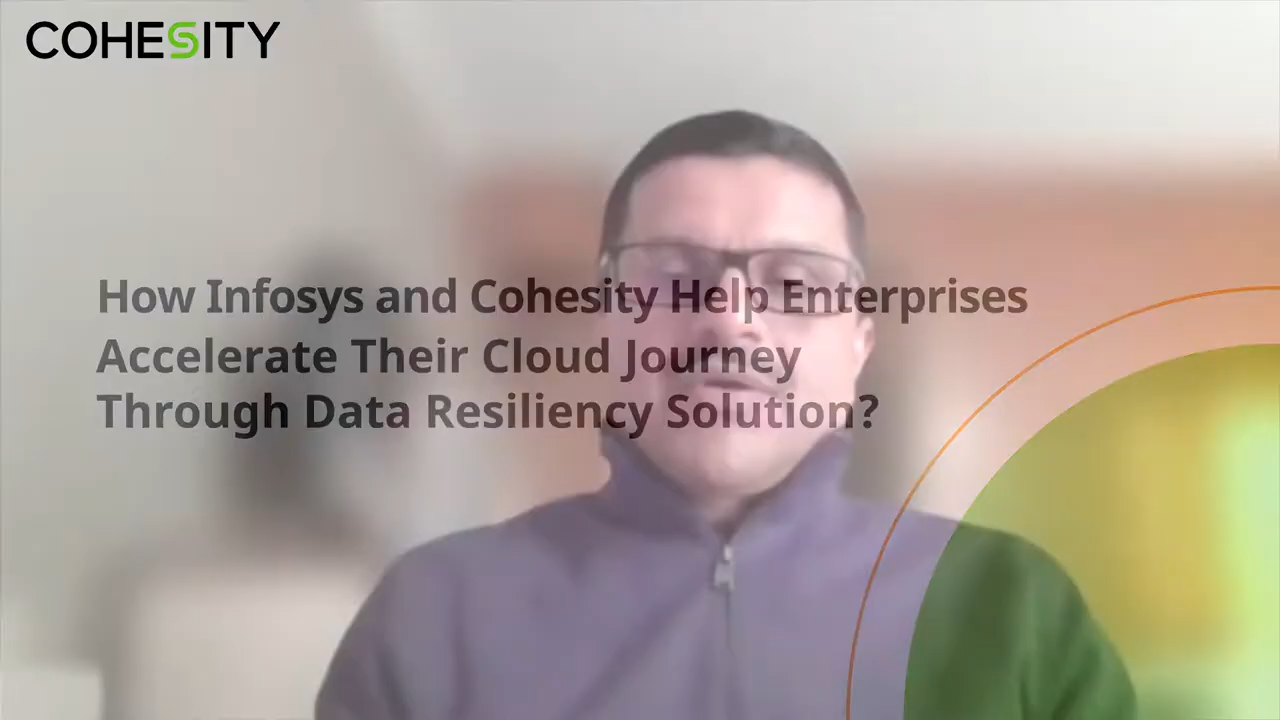 COHESITY
How Infosys and Cohesity Help Enterprises
Accelerate Their Cloud Journey
Through Data Resiliency Solution?